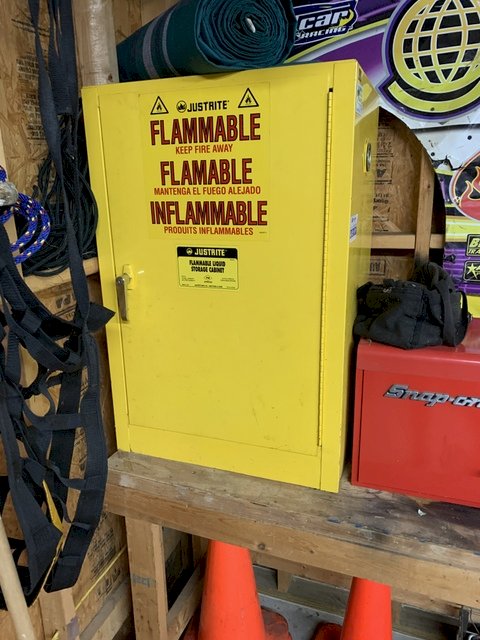 car
RACING
JUSTRITE
FLAMMABLE
KEEP FIRE AWAY
FLAMABLE
MANTENGA EL FUEGO ALEJADO
INFLAMMABLE
PRODUITS INFLAMMABLES
JUSTRITE
FLAMMABLE LIQUID
STORAGE CABINET
Snap-on